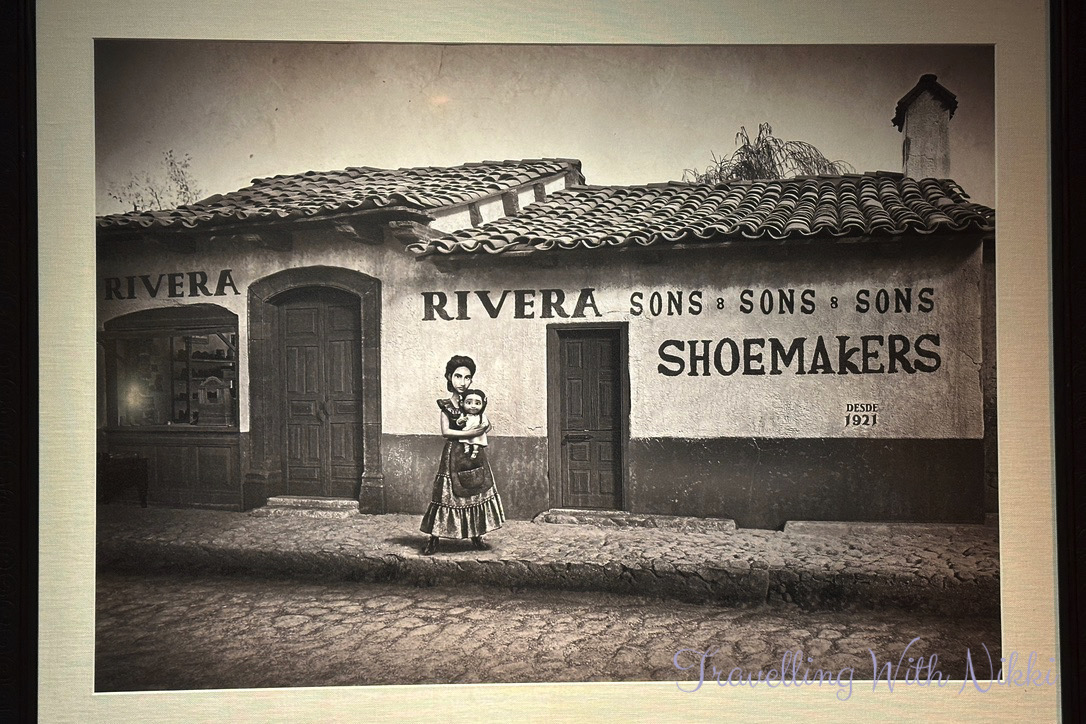 RIVERA
RIVERA SONS & SONS & SONS
SHOEMAKERS
DESDE
1921
Travelling With Nikki